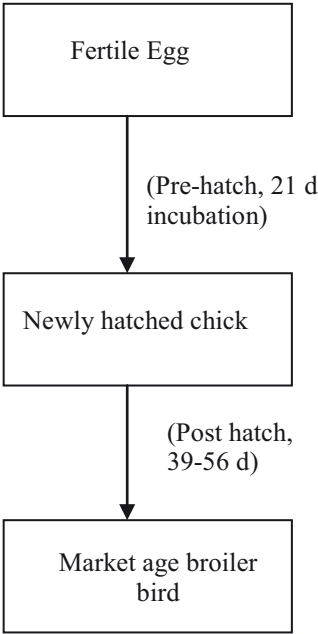 Fertile Egg
(Pre-hatch, 21 d
incubation)
Newly hatched chick
(Post hatch,
39-56 d)
Market age broiler
bird